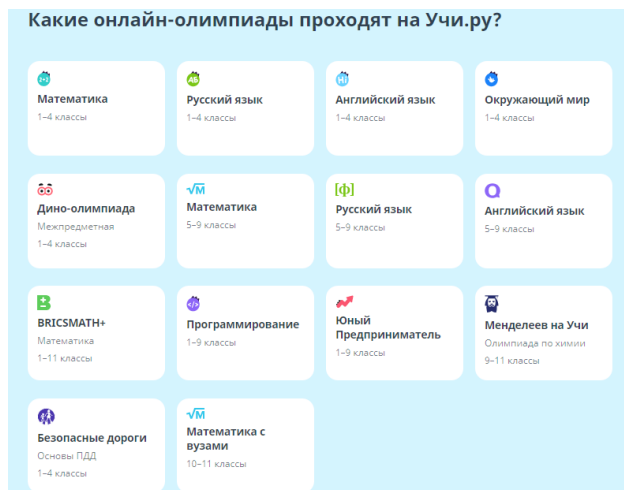 Какие онлайн-олимпиады проходят на Учи.ру?
Математика
1–4 классы
Русский язык
1–4 классы
Английский язык
1–4 классы
Окружающий мир
1–4 классы
Дино-олимпиада
Межпредметная
1–4 классы
√М
Математика
5–9 классы
[ф]
Русский язык
5–9 классы
Английский язык
5–9 классы
BRICSMATH+
Математика
1–11 классы
</>
Программирование
1–9 классы
Юный
Предприниматель
1–9 классы
Менделеев на Учи
Олимпиада по химии
9–11 классы
Безопасные дороги
Основы ПДД
1–4 классы
√М
Математика с
вузами
10–11 классы